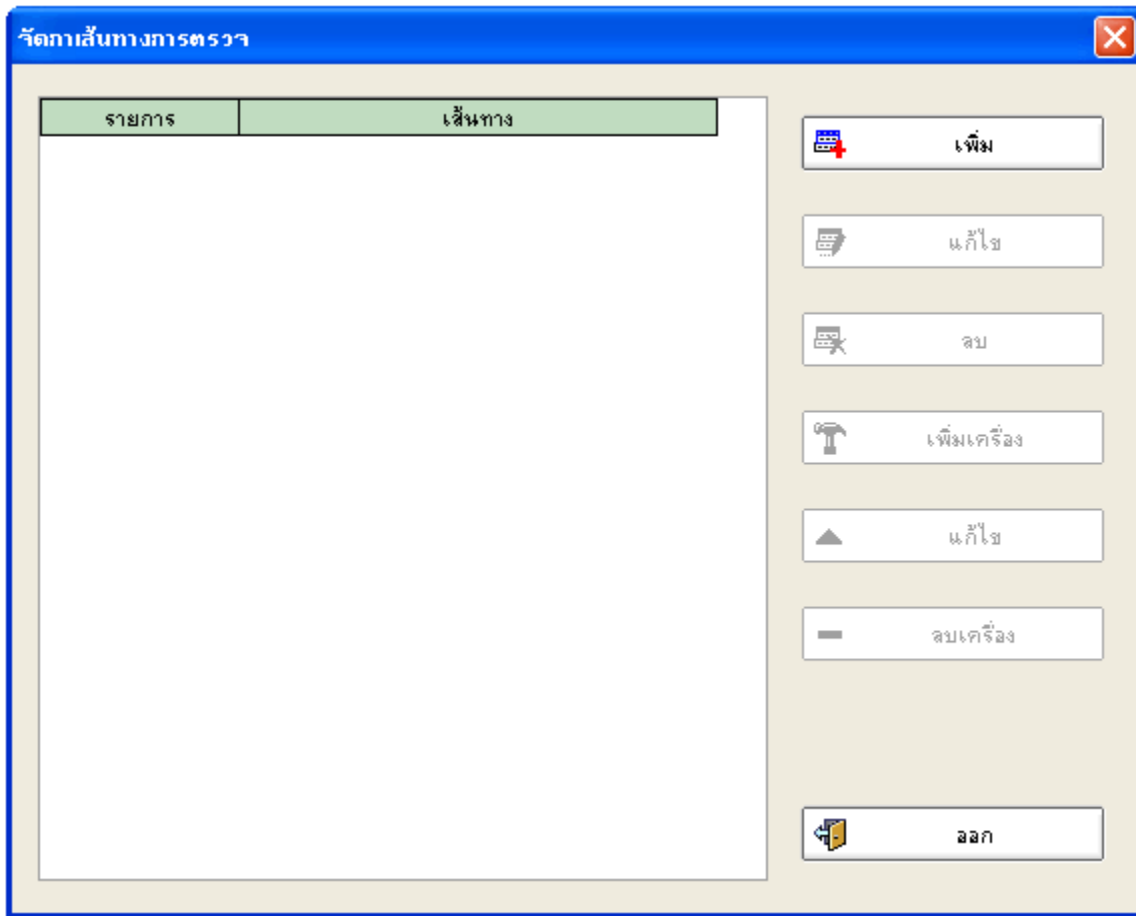 จัดกาเส้นทางการตรวจ
รายการ เส้นทาง
เพิ่ม
แก้ไข
ลบ
เพิ่มเครื่อง
แก้ไข
ลบเครื่อง
ออก